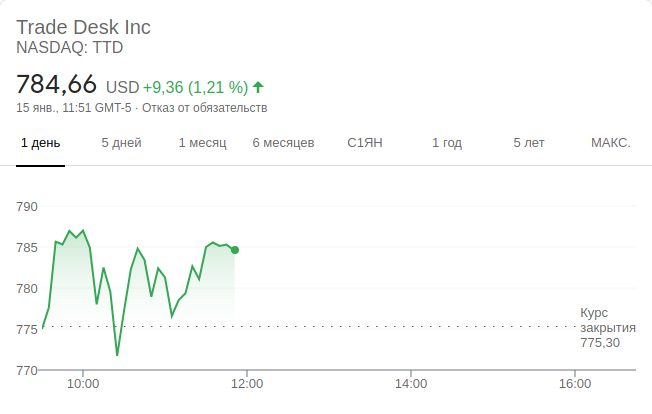 Trade Desk Inc
NASDAQ: TTD
784,66 USD +9,36 (1,21 %)
15 янв., 11:51 GMT-5 · Отказ от обязательств
1 день 5 дней 1 месяц 6 месяцев С1ЯН 1 год 5 лет МАКС.
790
785
780
775
770
Курс
закрытия
775,30
10:00 12:00 14:00 16:00